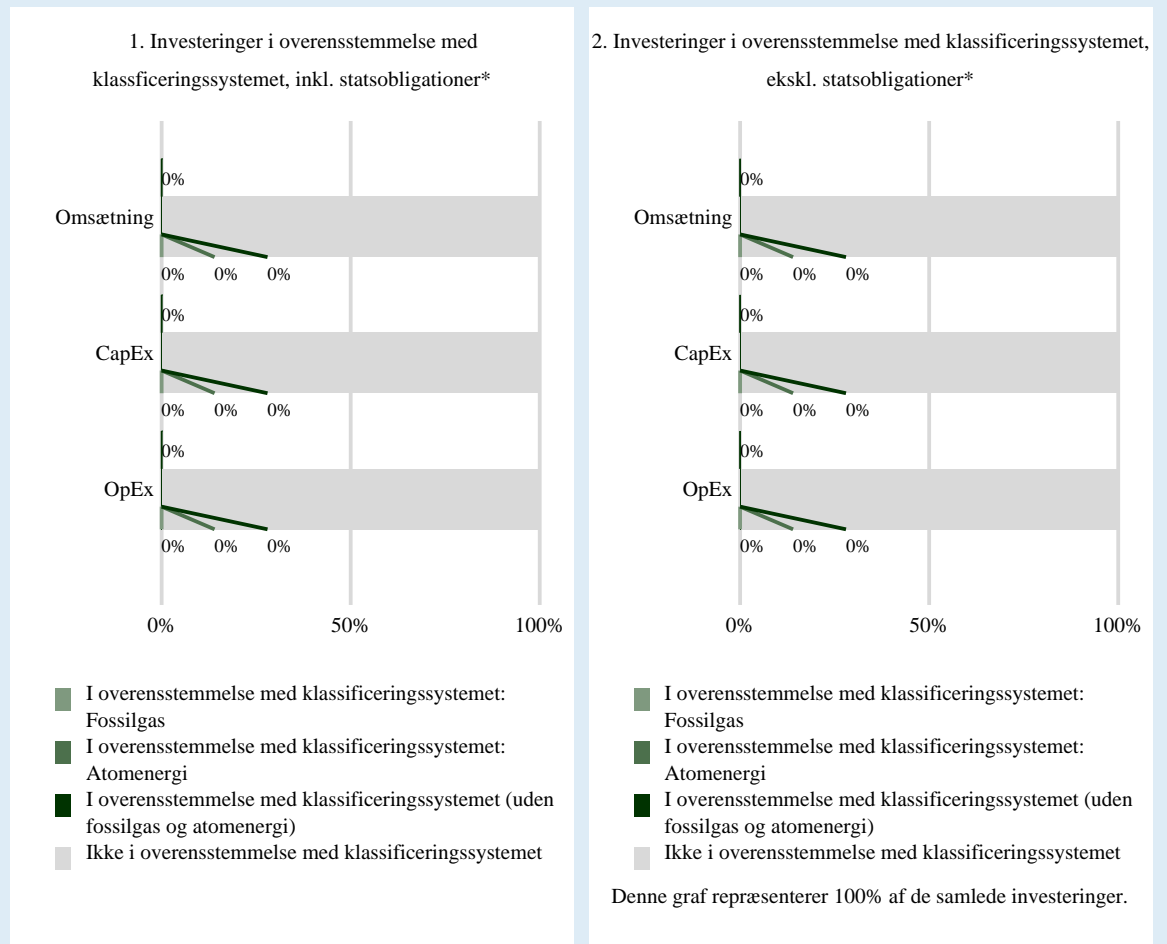 1. Investeringer i overensstemmelse med
klassficeringssystemet, inkl. statsobligationer*
0%
Omsætning
0% 0% 0%
0%
CapEx
0% 0% 0%
0%
OpEx
0% 0% 0%
0% 50% 100%
I overensstemmelse med klassificeringssystemet:
Fossilgas
I overensstemmelse med klassificeringssystemet:
Atomenergi
I overensstemmelse med klassificeringssystemet (uden
fossilgas og atomenergi)
Ikke i overensstemmelse med klassificeringssystemet
2. Investeringer i overensstemmelse med klassificeringssystemet,
ekskl. statsobligationer*
0%
Omsætning
0% 0% 0%
0%
CapEx
0% 0% 0%
0%
OpEx
0% 0% 0%
0% 50% 100%
I overensstemmelse med klassificeringssystemet:
Fossilgas
I overensstemmelse med klassificeringssystemet:
Atomenergi
I overensstemmelse med klassificeringssystemet (uden
fossilgas og atomenergi)
Ikke i overensstemmelse med klassificeringssystemet
Denne graf repræsenterer 100% af de samlede investeringer.